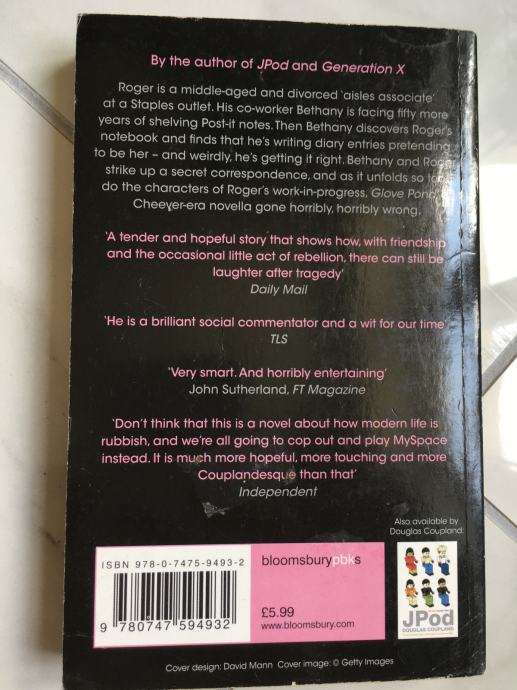 By the author of JPod and Generation X
Roger is a middle-aged and divorced 'aisles associate'
at a Staples outlet. His co-worker Bethany is facing fifty more
years of shelving Post-it notes. Then Bethany discovers Roger's
notebook and finds that he's writing diary entries pretending
to be her – and weirdly, he's getting it right. Bethany and Roger
strike up a secret correspondence, and as it unfolds so too
do the characters of Roger's work-in-progress, Glove Pond, a
Cheever-era novella gone horribly, horribly wrong.
'A tender and hopeful story that shows how, with friendship
and the occasional little act of rebellion, there can still be
laughter after tragedy'
Daily Mail
'He is a brilliant social commentator and a wit for our time'
TLS
'Very smart. And horribly entertaining'
John Sutherland, FT Magazine
'Don't think that this is a novel about how modern life is
rubbish, and we're all going to cop out and play MySpace
instead. It is much more hopeful, more touching and more
Couplandesque than that'
Independent
ISBN 978-0-7475-9493-2
9 780747 594932
bloomsburypbks
£5.99
www.bloomsbury.com
Also available by
Douglas Coupland:
JPod
DOUGLAS COUPLAND
Cover design: David Mann Cover image: © Getty Images